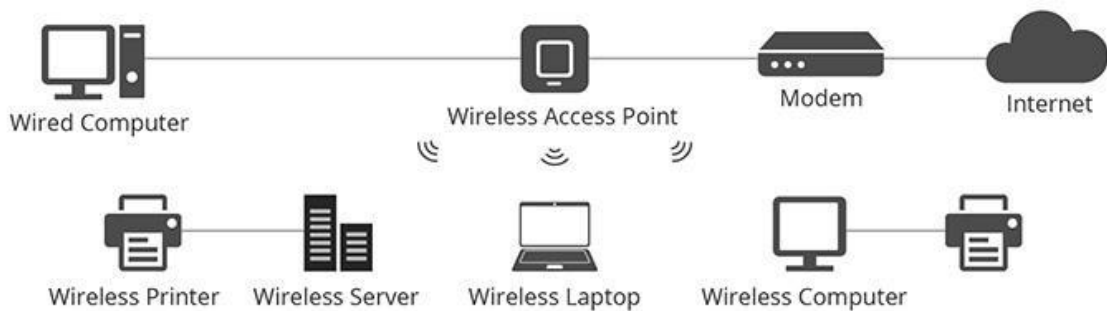 Wired Computer
Wireless Access Point
Modem
Internet
Wireless Printer
Wireless Server
Wireless Laptop
Wireless Computer